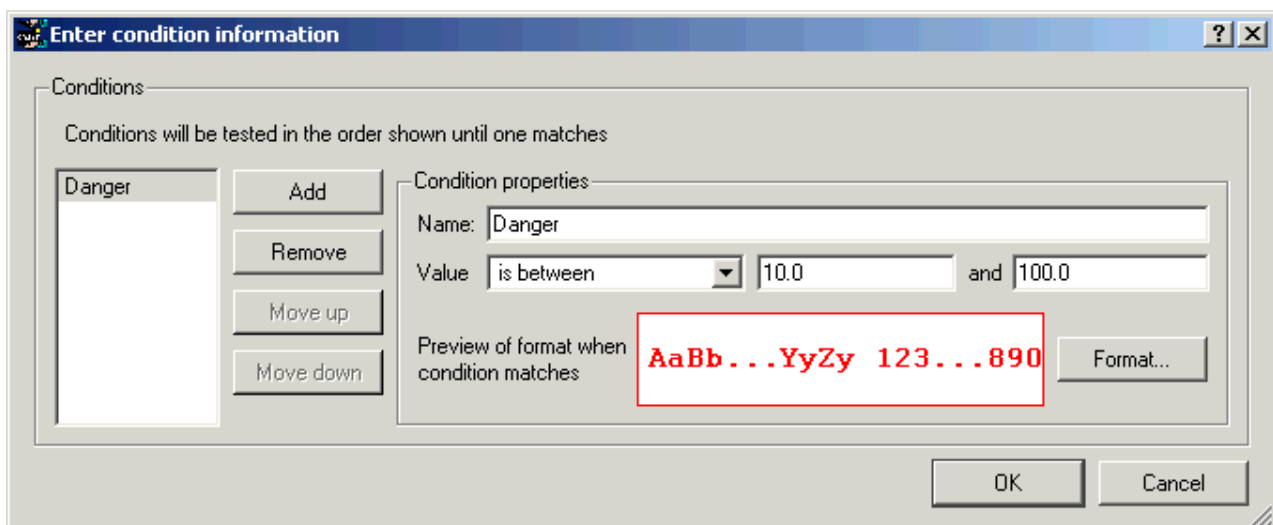 Enter condition information
Conditions
Conditions will be tested in the order shown until one matches
Danger
Add
Remove
Move up
Move down
Condition properties
Name: Danger
Value is between 10.0 and 100.0
Preview of format when
condition matches
AaBb...YyZy 123...890
Format...
OK Cancel